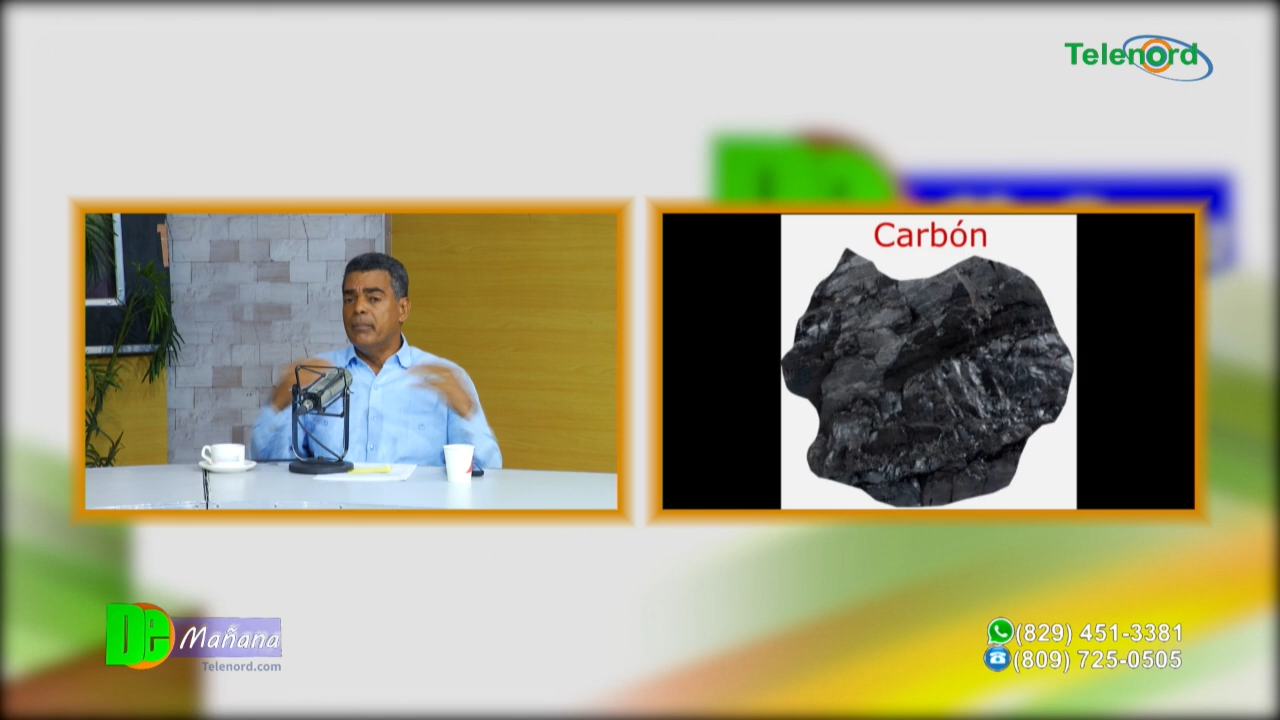 Telenord
Carbón
De
Mañana
Telenord.com
(829) 451-3381
(809) 725-0505